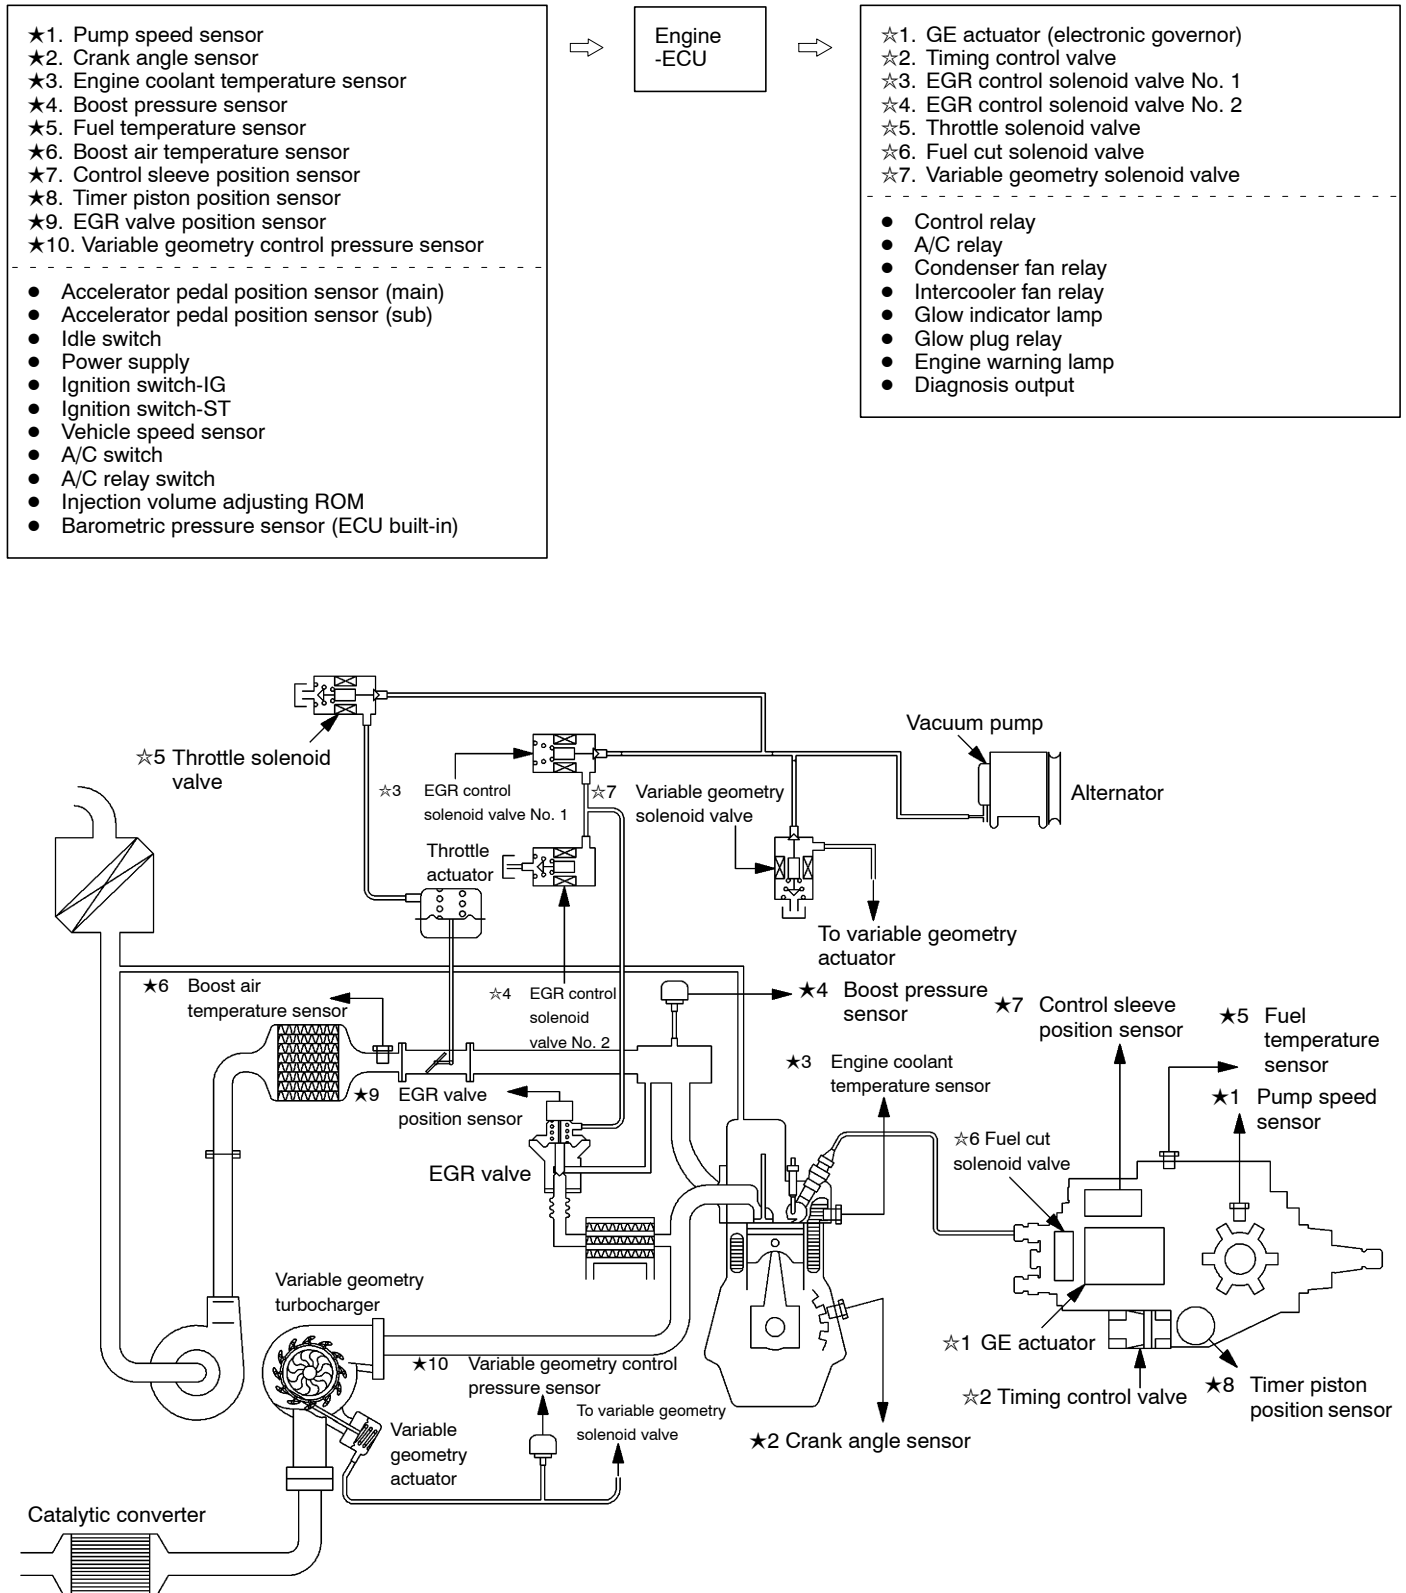 ★1. Pump speed sensor
★2. Crank angle sensor
★3. Engine coolant temperature sensor
★4. Boost pressure sensor
★5. Fuel temperature sensor
★6. Boost air temperature sensor
★7. Control sleeve position sensor
★8. Timer piston position sensor
★9. EGR valve position sensor
★10. Variable geometry control pressure sensor
● Accelerator pedal position sensor (main)
● Accelerator pedal position sensor (sub)
● Idle switch
● Power supply
● Ignition switch-IG
● Ignition switch-ST
● Vehicle speed sensor
● A/C switch
● A/C relay switch
● Injection volume adjusting ROM
● Barometric pressure sensor (ECU built-in)
Engine
-ECU
☆1. GE actuator (electronic governor)
☆2. Timing control valve
☆3. EGR control solenoid valve No. 1
☆4. EGR control solenoid valve No. 2
☆5. Throttle solenoid valve
☆6. Fuel cut solenoid valve
☆7. Variable geometry solenoid valve
● Control relay
● A/C relay
● Condenser fan relay
● Intercooler fan relay
● Glow indicator lamp
● Glow plug relay
● Engine warning lamp
● Diagnosis output
☆5 Throttle solenoid
valve
☆3 EGR control
solenoid valve No. 1
☆7 Variable geometry
solenoid valve
Vacuum pump
Alternator
Throttle
actuator
To variable geometry
actuator
★6 Boost air
temperature sensor
☆4 EGR control
solenoid
valve No. 2
★4 Boost pressure
sensor
★7 Control sleeve
position sensor
★5 Fuel
temperature
sensor
★3 Engine coolant
temperature sensor
★9 EGR valve
position sensor
★1 Pump speed
sensor
☆6 Fuel cut
solenoid valve
EGR valve
Variable geometry
turbocharger
☆1 GE actuator
★10 Variable geometry control
pressure sensor
☆2 Timing control valve
★8 Timer piston
position sensor
To variable geometry
solenoid valve
Variable
geometry
actuator
★2 Crank angle sensor
Catalytic converter